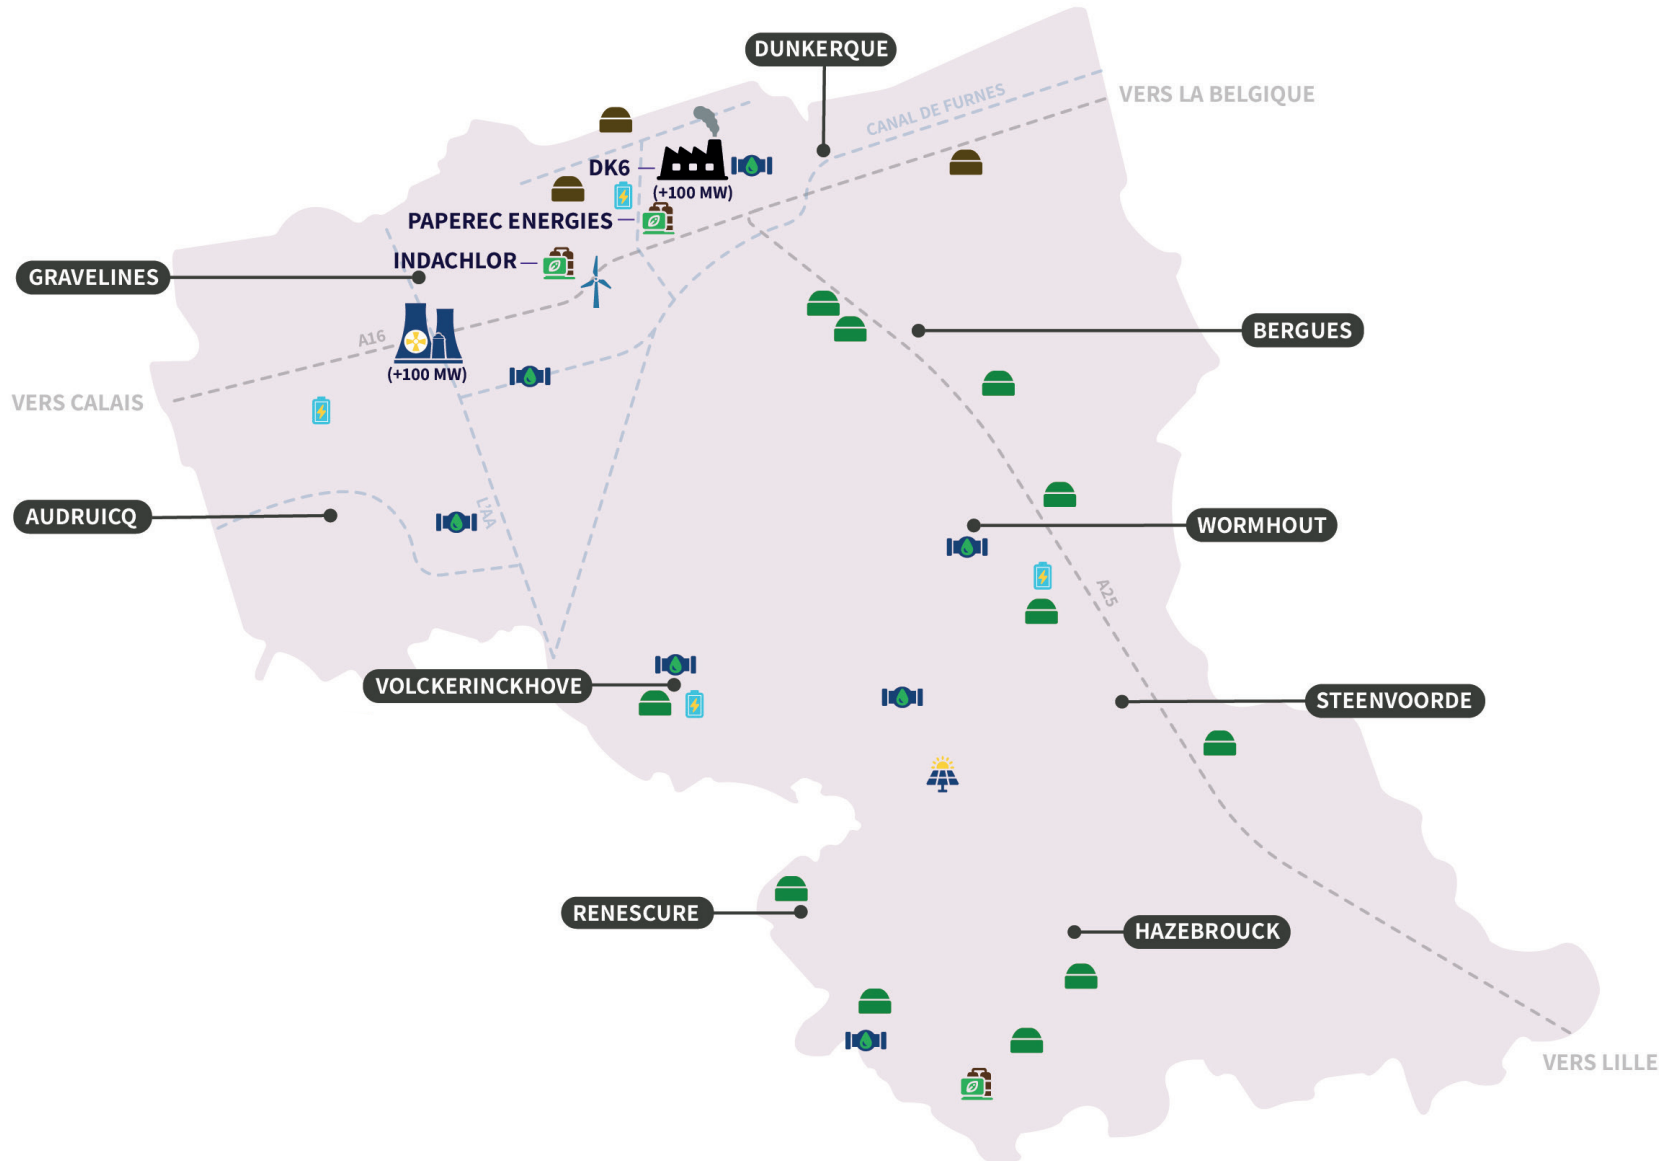 DUNKERQUE
VERS LA BELGIQUE
CANAL DE FURNES
DK6
(+100 MW)
PAPEREC ENERGIES
INDACHLOR
GRAVELINES
BERGUES
A16
(+100 MW)
VERS CALAIS
AUDRUICQ
L'AA
WORMHOUT
A25
VOLCKERINCKHOVE
STEENVOORDE
RENESCURE
HAZEBROUCK
VERS LILLE